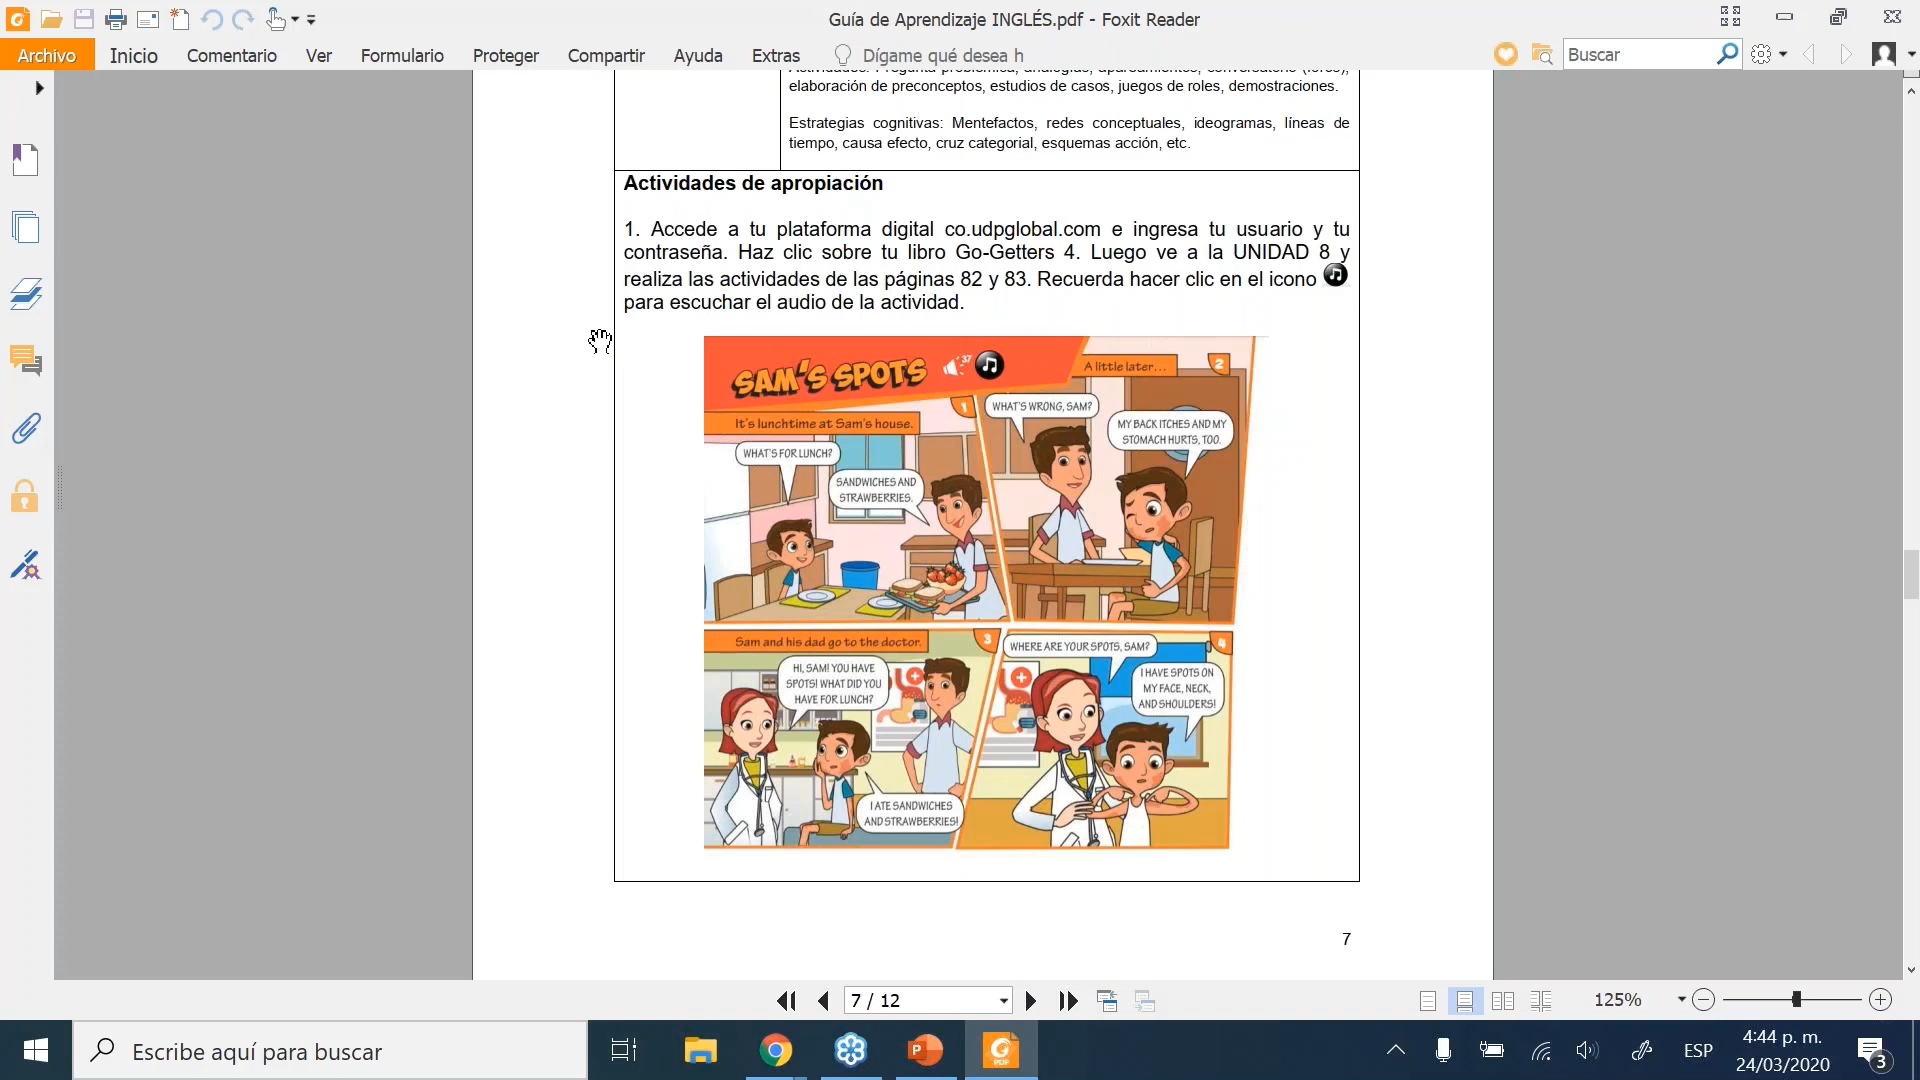 Guía de Aprendizaje INGLÉS.pdf - Foxit Reader
Archivo Inicio Comentario Ver Formulario Proteger Compartir Ayuda Extras Dígame qué desea h Buscar
elaboración de preconceptos, estudios de casos, juegos de roles, demostraciones.
Estrategias cognitivas: Mentefactos, redes conceptuales, ideogramas, líneas de
tiempo, causa efecto, cruz categorial, esquemas acción, etc.
Actividades de apropiación
1. Accede a tu plataforma digital co.udpglobal.com e ingresa tu usuario y tu
contraseña. Haz clic sobre tu libro Go-Getters 4. Luego ve a la UNIDAD 8 y
realiza las actividades de las páginas 82 y 83. Recuerda hacer clic en el icono
para escuchar el audio de la actividad.
SAM'S SPOTS
37
1
It's lunchtime at Sam's house.
WHAT'S FOR LUNCH?
SANDWICHES AND
STRAWBERRIES.
A little later...
2
WHAT'S WRONG, SAM?
MY BACK ITCHES AND MY
STOMACH HURTS, TOO.
Sam and his dad go to the doctor.
3
HI, SAM! YOU HAVE
SPOTS! WHAT DID YOU
HAVE FOR LUNCH?
I ATE SANDWICHES
AND STRAWBERRIES!
4
WHERE ARE YOUR SPOTS, SAM?
I HAVE SPOTS ON
MY FACE, NECK,
AND SHOULDERS!
7
7 / 12
125%
Escribe aquí para buscar
P
PDF
ESP
4:44 p. m.
24/03/2020
3